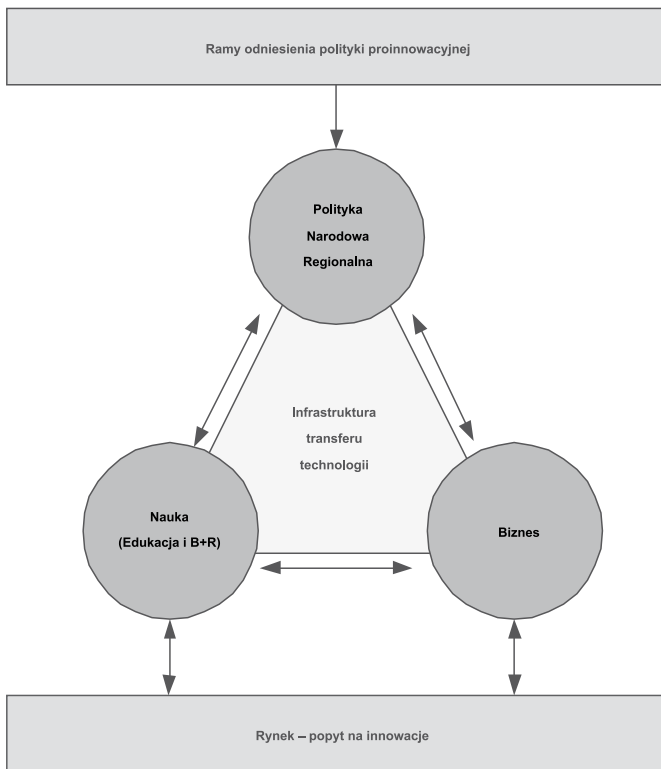 Ramy odniesienia polityki proinnowacyjnej
Polityka
Narodowa
Regionalna
Infrastruktura
transferu
technologii
Nauka
(Edukacja i B+R)
Biznes
Rynek – popyt na innowacje